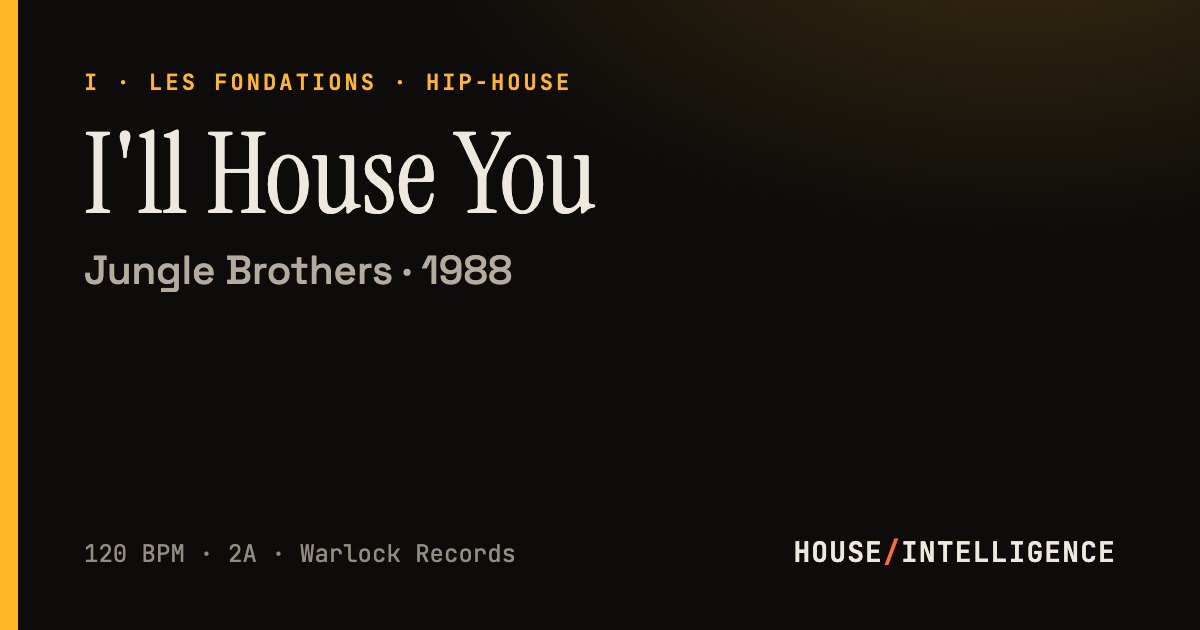 I · LES FONDATIONS · HIP-HOUSE
I'll House You
Jungle Brothers · 1988
120 BPM · 2A · Warlock Records
HOUSE/INTELLIGENCE